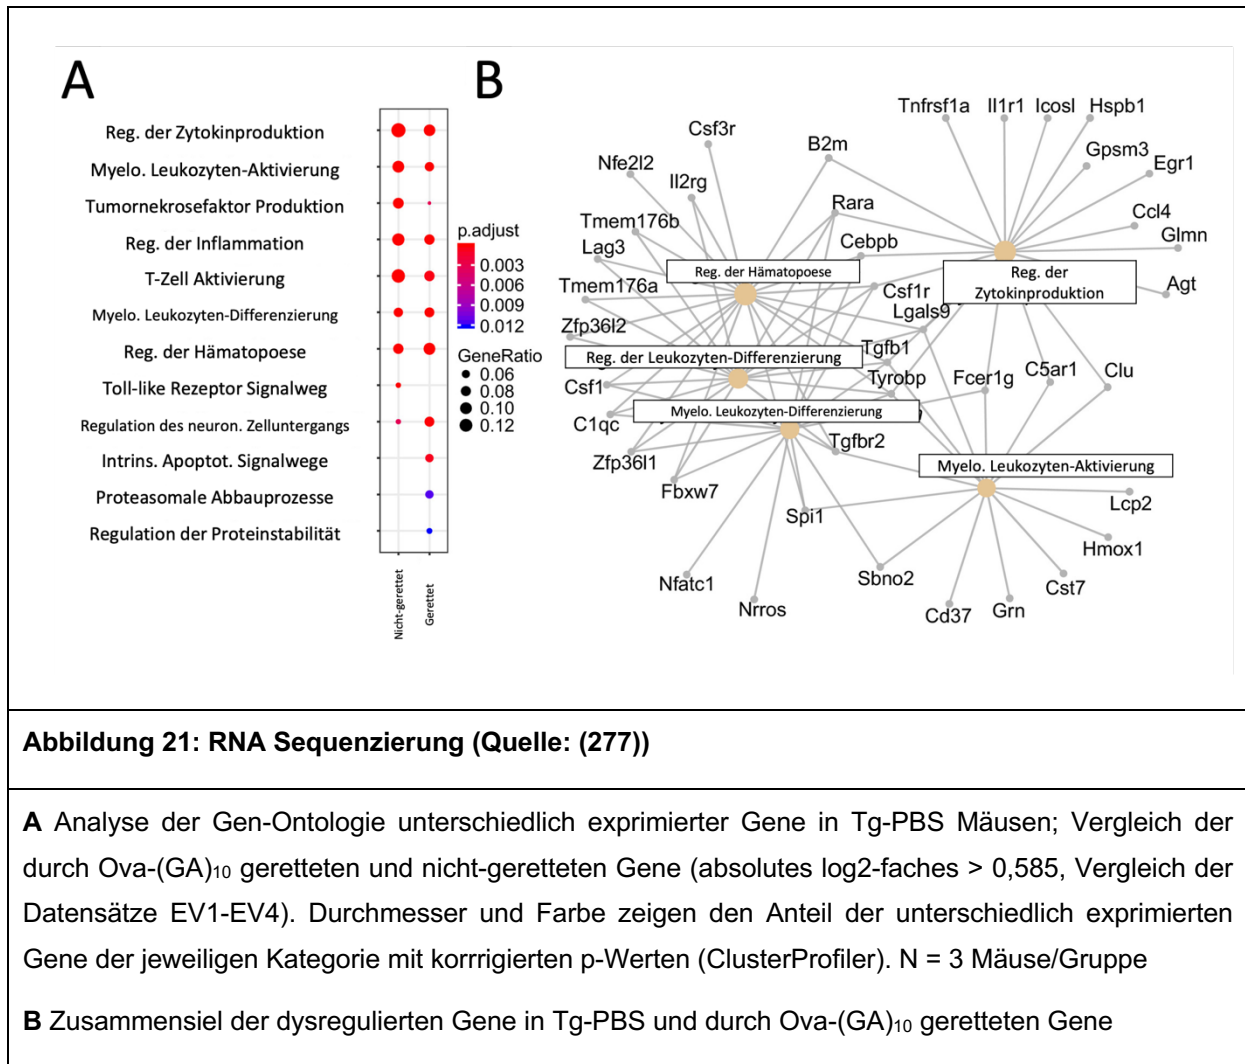 A
B
Reg. der Zytokinproduktion
Myelo. Leukozyten-Aktivierung
Tumornekrosefaktor Produktion
Reg. der Inflammation
T-Zell Aktivierung
Myelo. Leukozyten-Differenzierung
Reg. der Hämatopoese
Toll-like Rezeptor Signalweg
Regulation des neuron. Zelluntergangs
Intrins. Apoptot. Signalwege
Proteasomale Abbauprozesse
Regulation der Proteinstabilität
Nicht-gerettet
Gerettet
p.adjust
0.003
0.006
0.009
0.012
GeneRatio
0.06
0.08
0.10
0.12
Tnfrsf1a Il1r1 Icosl Hspb1
Csf3r
B2m
Gpsm3
Nfe2l2
Egr1
Il2rg
Rara
Ccl4
Tmem176b
Glmn
Lag3
Cebpb
Reg. der Hämatopoese
Reg. der
Zytokinproduktion
Tmem176a
Csf1r
Agt
Lgals9
Zfp36l2
Reg. der Leukozyten-Differenzierung
Tgfb1
Csf1
Tyrobp
Fcer1g
C5ar1
Clu
Myelo. Leukozyten-Differenzierung
C1qc
Tgfbr2
Zfp36l1
Myelo. Leukozyten-Aktivierung
Fbxw7
Lcp2
Spi1
Hmox1
Nfatc1
Sbno2
Cst7
Nrros
Cd37
Grn
Abbildung 21: RNA Sequenzierung (Quelle: (277))
A Analyse der Gen-Ontologie unterschiedlich exprimierter Gene in Tg-PBS Mäusen; Vergleich der
durch Ova-(GA)₁₀ geretteten und nicht-geretteten Gene (absolutes log2-faches > 0,585, Vergleich der
Datensätze EV1-EV4). Durchmesser und Farbe zeigen den Anteil der unterschiedlich exprimierten
Gene der jeweiligen Kategorie mit korrrigierten p-Werten (ClusterProfiler). N = 3 Mäuse/Gruppe
B Zusammensiel der dysregulierten Gene in Tg-PBS und durch Ova-(GA)₁₀ geretteten Gene